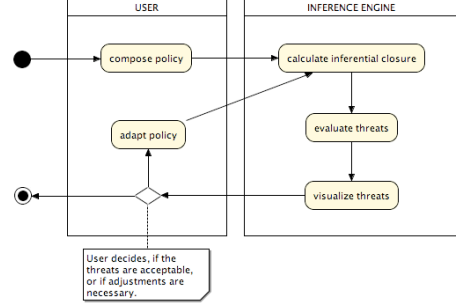 USER
INFERENCE ENGINE
compose policy
calculate inferential closure
adapt policy
evaluate threats
visualize threats
User decides, if the
threats are acceptable,
or if adjustments are
necessary.